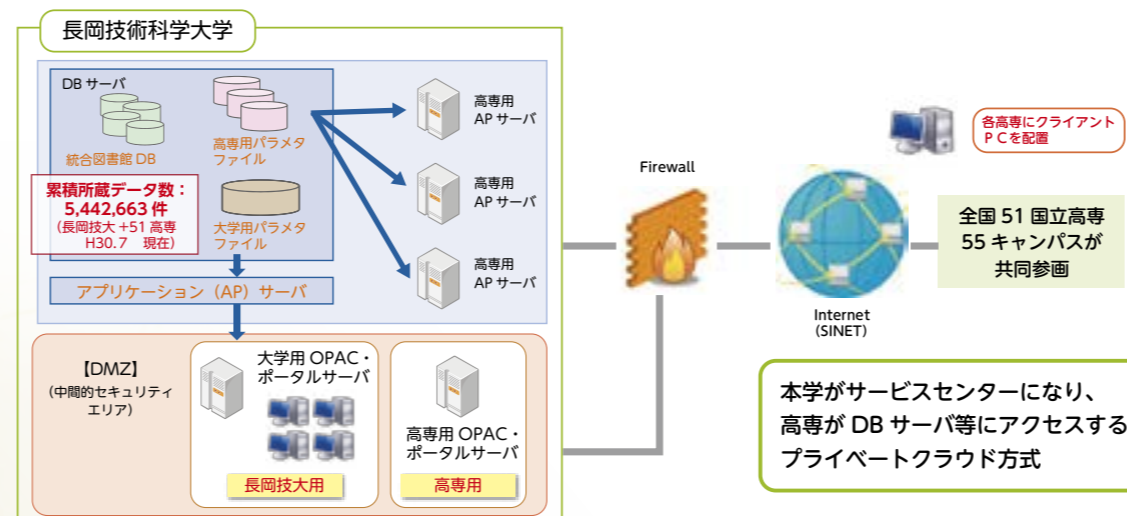 長岡技術科学大学
DB サーバ
統合図書館 DB
高専用パラメタ
ファイル
累積所蔵データ数：
5,442,663 件
（長岡技大 +51 高専
H30. 7　現在）
大学用パラメタ
ファイル
アプリケーション（AP）サーバ
高専用
AP サーバ
高専用
AP サーバ
高専用
AP サーバ
【DMZ】
（中間的セキュリティ
エリア）
大学用 OPAC・
ポータルサーバ
長岡技大用
高専用 OPAC・
ポータルサーバ
高専用
Firewall
Internet
（SINET）
各高専にクライアント
ＰＣを配置
全国 51 国立高専
55 キャンパスが
共同参画
本学がサービスセンターになり、
高専が DB サーバ等にアクセスする
プライベートクラウド方式